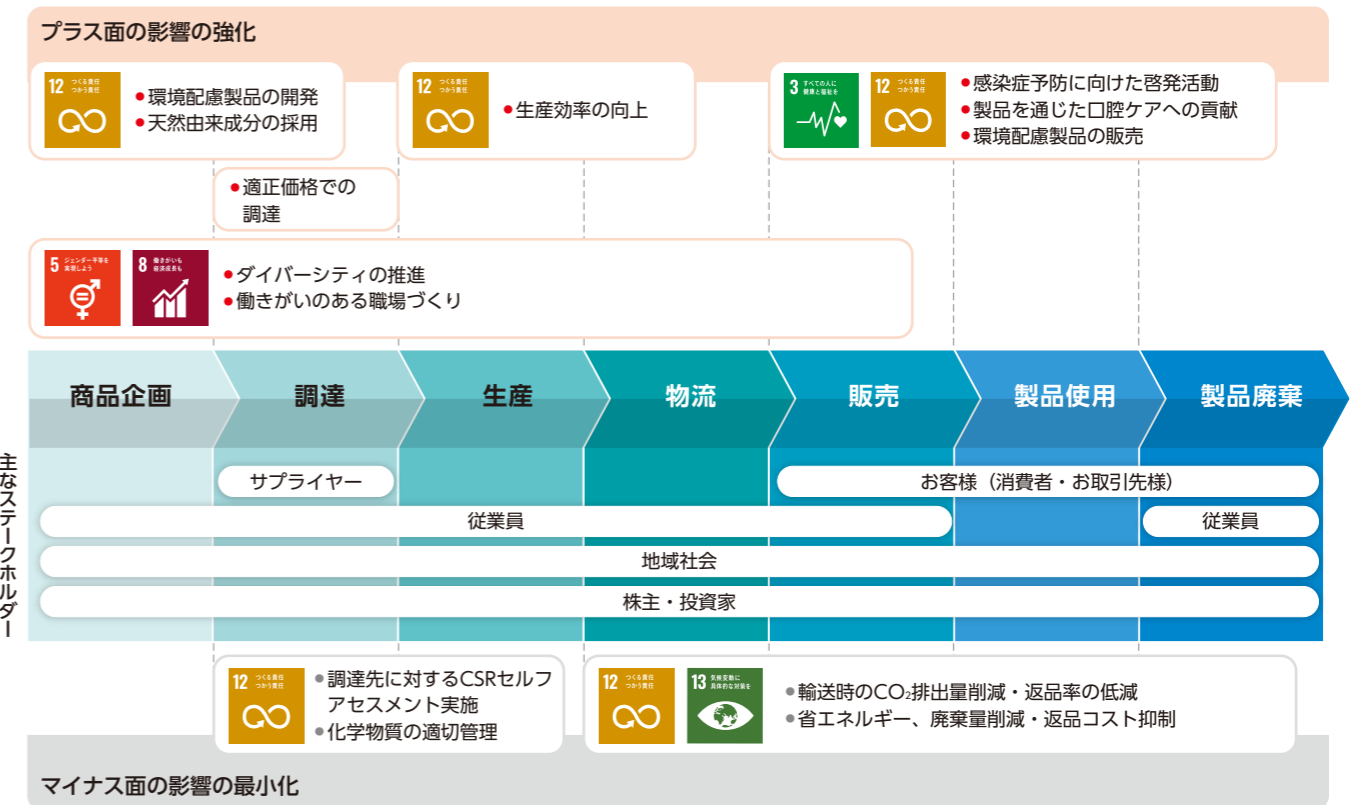 プラス面の影響の強化
12 つくる責任
つかう責任
●環境配慮製品の開発
●天然由来成分の採用
12 つくる責任
つかう責任
●生産効率の向上
3 すべての人に
健康と福祉を
12 つくる責任
つかう責任
●感染症予防に向けた啓発活動
●製品を通じた口腔ケアへの貢献
●環境配慮製品の販売
●適正価格での
調達
5 ジェンダー平等を
実現しよう
8 働きがいも
経済成長も
●ダイバーシティの推進
●働きがいのある職場づくり
商品企画
調達
生産
物流
販売
製品使用
製品廃棄
主なステークホルダー
サプライヤー
お客様（消費者・お取引先様）
従業員
従業員
地域社会
株主・投資家
12 つくる責任
つかう責任
●調達先に対するCSRセルフ
アセスメント実施
●化学物質の適切管理
12 つくる責任
つかう責任
13 気候変動に
具体的な対策を
●輸送時のCO₂排出量削減・返品率の低減
●省エネルギー、廃棄量削減・返品コスト抑制
マイナス面の影響の最小化